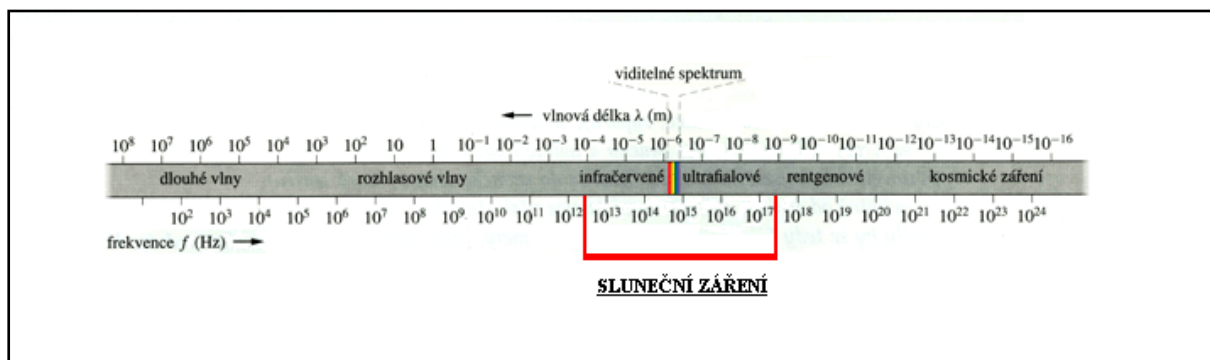 viditelné spektrum
← vlnová délka λ (m)
10⁸ 10⁷ 10⁶ 10⁵ 10⁴ 10³ 10² 10 1 10⁻¹ 10⁻² 10⁻³ 10⁻⁴ 10⁻⁵ 10⁻⁶ 10⁻⁷ 10⁻⁸ 10⁻⁹ 10⁻¹⁰ 10⁻¹¹ 10⁻¹² 10⁻¹³ 10⁻¹⁴ 10⁻¹⁵ 10⁻¹⁶
dlouhé vlny rozhlasové vlny infračervené ultrafialové rentgenové kosmické záření
10² 10³ 10⁴ 10⁵ 10⁶ 10⁷ 10⁸ 10⁹ 10¹⁰ 10¹¹ 10¹² 10¹³ 10¹⁴ 10¹⁵ 10¹⁶ 10¹⁷ 10¹⁸ 10¹⁹ 10²⁰ 10²¹ 10²² 10²³ 10²⁴
frekvence f (Hz) →
SLUNEČNÍ ZÁŘENÍ